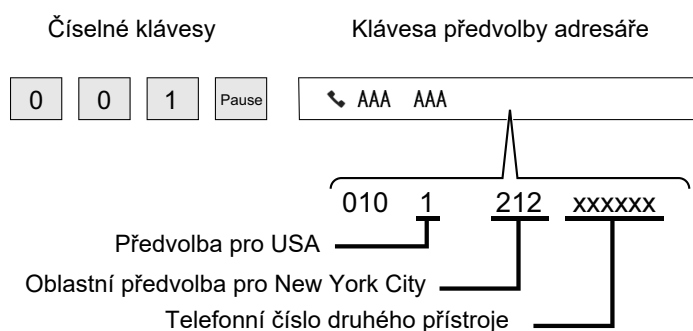 Číselné klávesy Klávesa předvolby adresáře
0 0 1 Pause AAA AAA
010 1 212 xxxxxx
Předvolba pro USA
Oblastní předvolba pro New York City
Telefonní číslo druhého přístroje